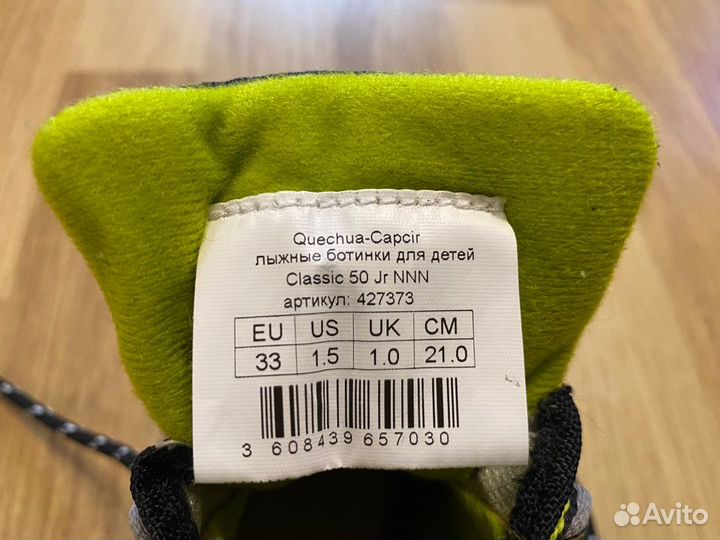 Quechua-Capcir
лыжные ботинки для детей
Classic 50 Jr NNN
артикул: 427373
EU US UK CM
33 1.5 1.0 21.0
3 608439 657030
Avito